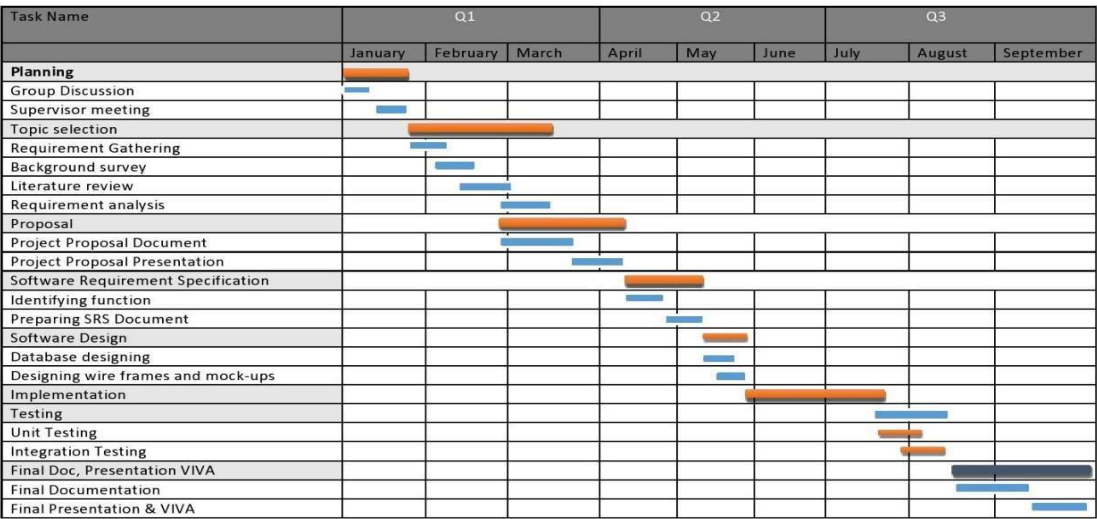 Task Name Q1 Q2 Q3
January February March April May June July August September
Planning
Group Discussion
Supervisor meeting
Topic selection
Requirement Gathering
Background survey
Literature review
Requirement analysis
Proposal
Project Proposal Document
Project Proposal Presentation
Software Requirement Specification
Identifying function
Preparing SRS Document
Software Design
Database designing
Designing wire frames and mock-ups
Implementation
Testing
Unit Testing
Integration Testing
Final Doc, Presentation VIVA
Final Documentation
Final Presentation & VIVA